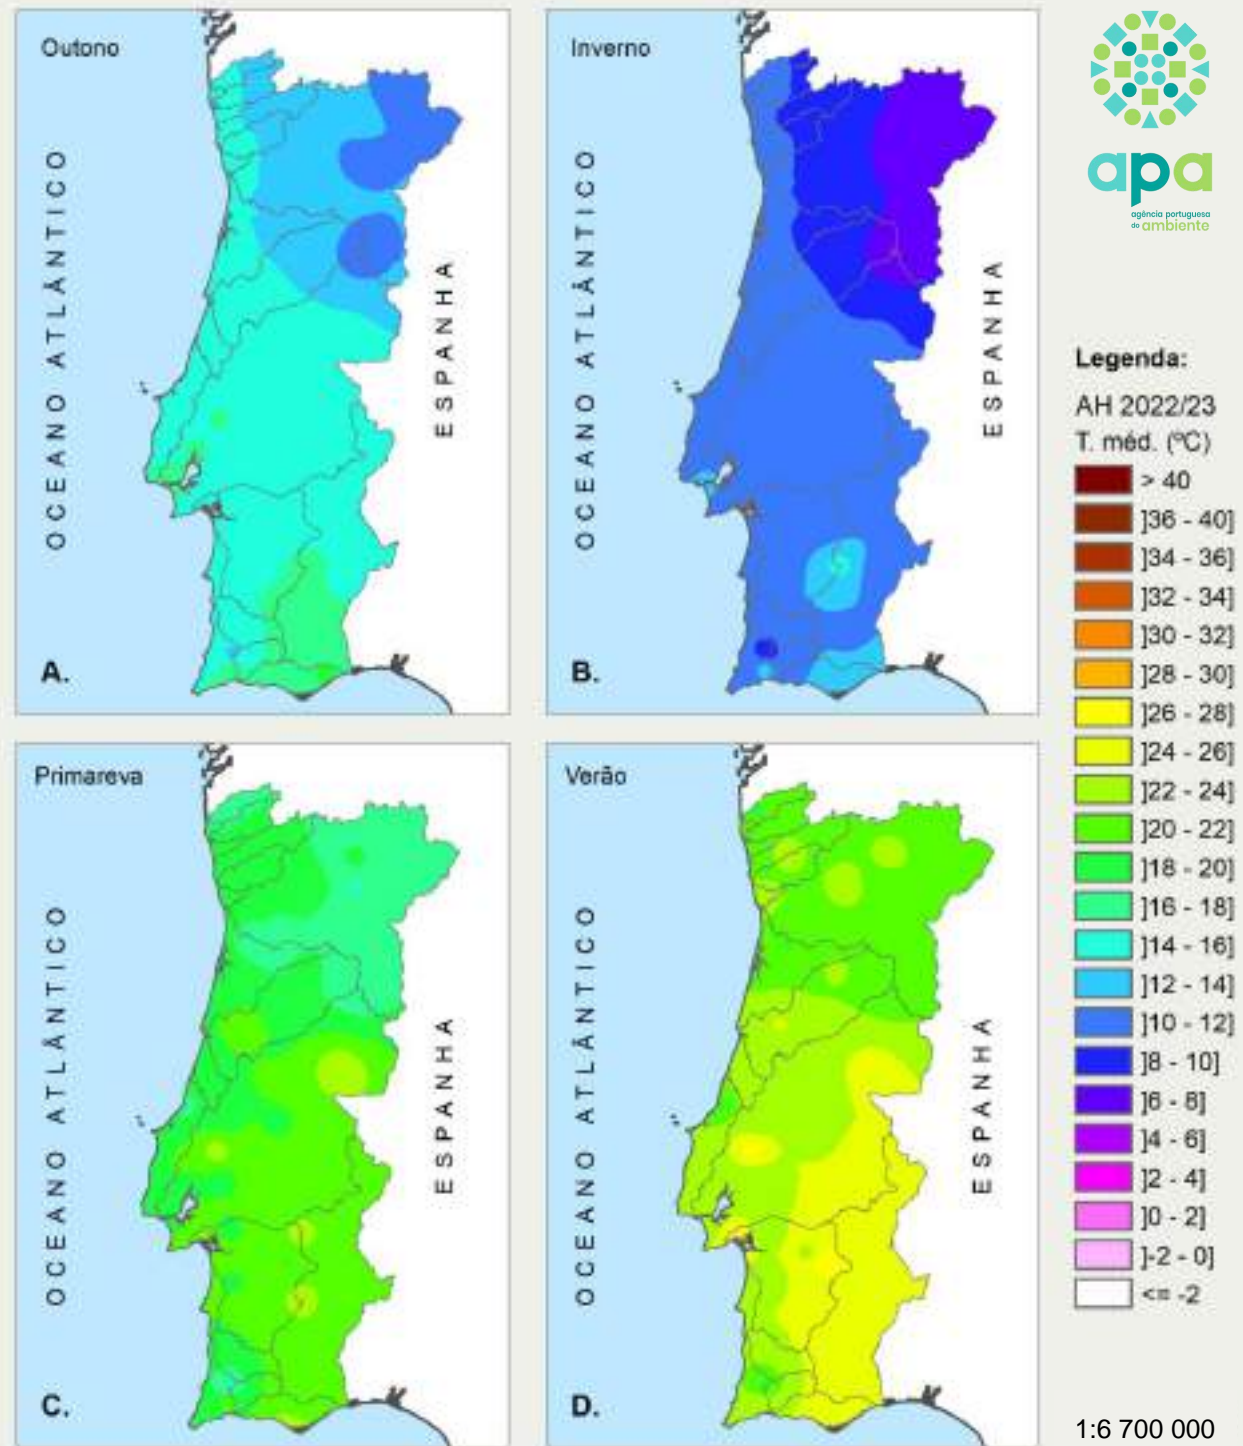 Outono
OCEANO ATLÂNTICO
ESPANHA
A.
Inverno
OCEANO ATLÂNTICO
ESPANHA
B.
Primareva
OCEANO ATLÂNTICO
ESPANHA
C.
Verão
OCEANO ATLÂNTICO
ESPANHA
D.
apa
agência portuguesa
do ambiente
Legenda:
AH 2022/23
T. méd. (ºC)
> 40
]36 - 40]
]34 - 36]
]32 - 34]
]30 - 32]
]28 - 30]
]26 - 28]
]24 - 26]
]22 - 24]
]20 - 22]
]18 - 20]
]16 - 18]
]14 - 16]
]12 - 14]
]10 - 12]
]8 - 10]
]6 - 8]
]4 - 6]
]2 - 4]
]0 - 2]
]-2 - 0]
<= -2
1:6 700 000